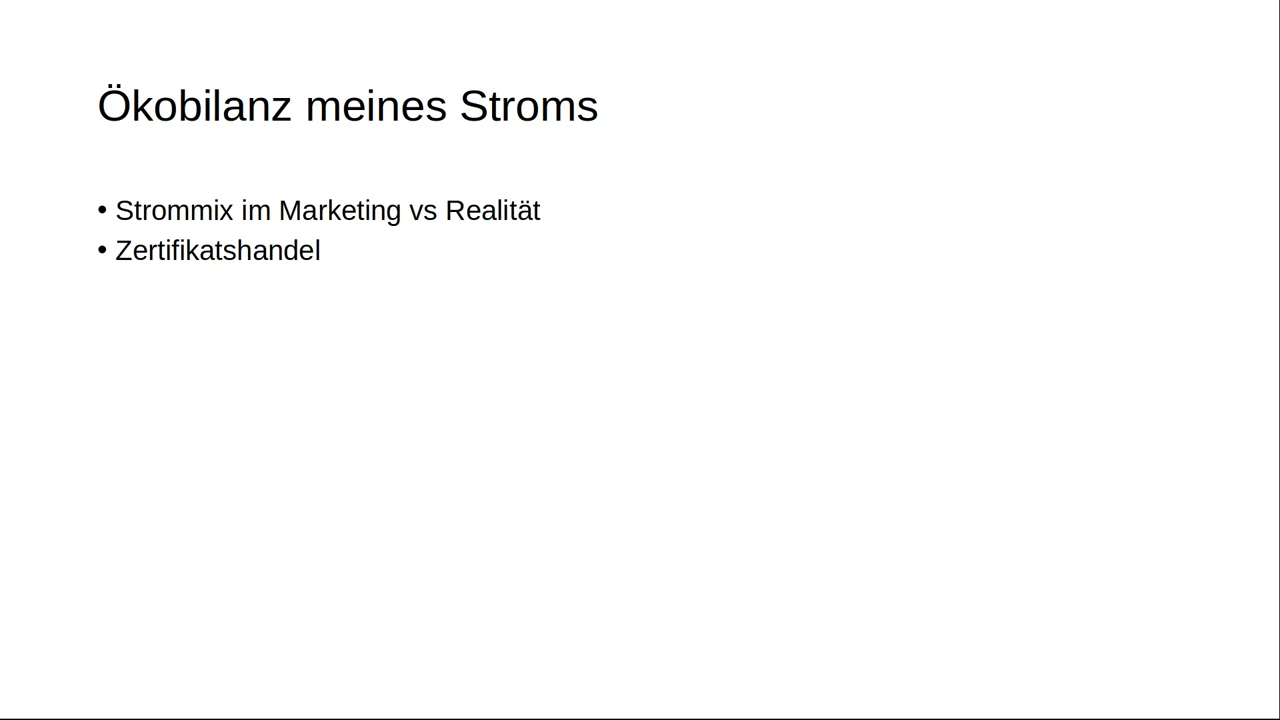 Ökobilanz meines Stroms
• Strommix im Marketing vs Realität
• Zertifikatshandel